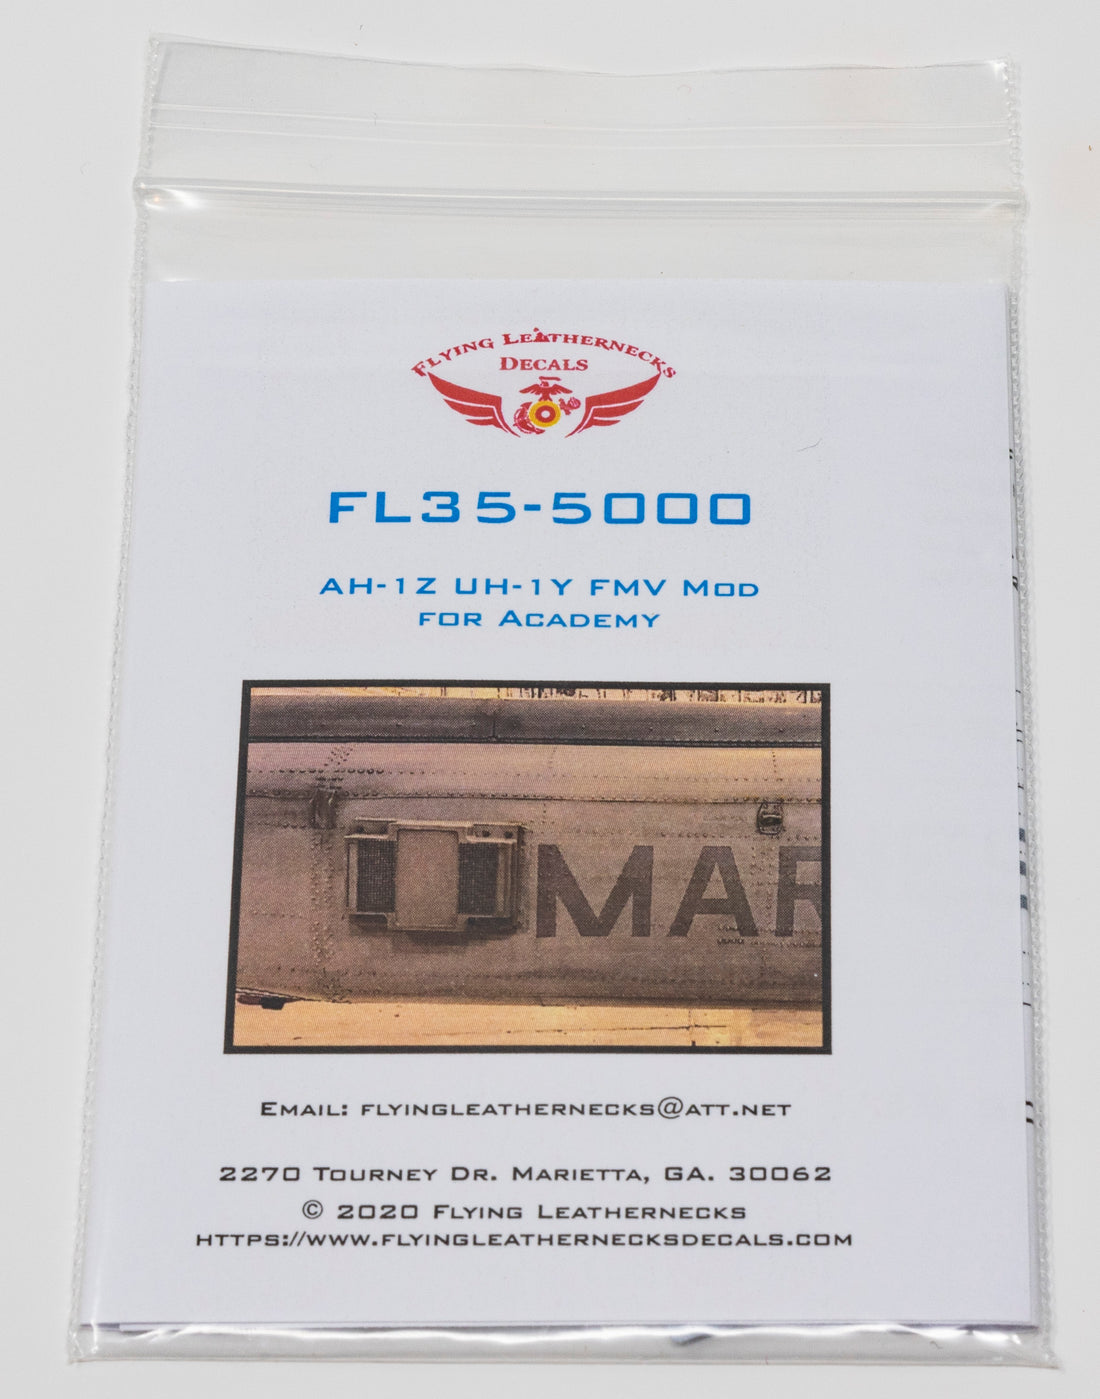 Flying Leathernecks
Decals
FL35-5000
AH-1Z UH-1Y FMV Mod
for Academy
MAR
Email: flyingleathernecks@att.net
2270 Tourney Dr. Marietta, GA. 30062
© 2020 Flying Leathernecks
https://www.flyingleathernecksdecals.com